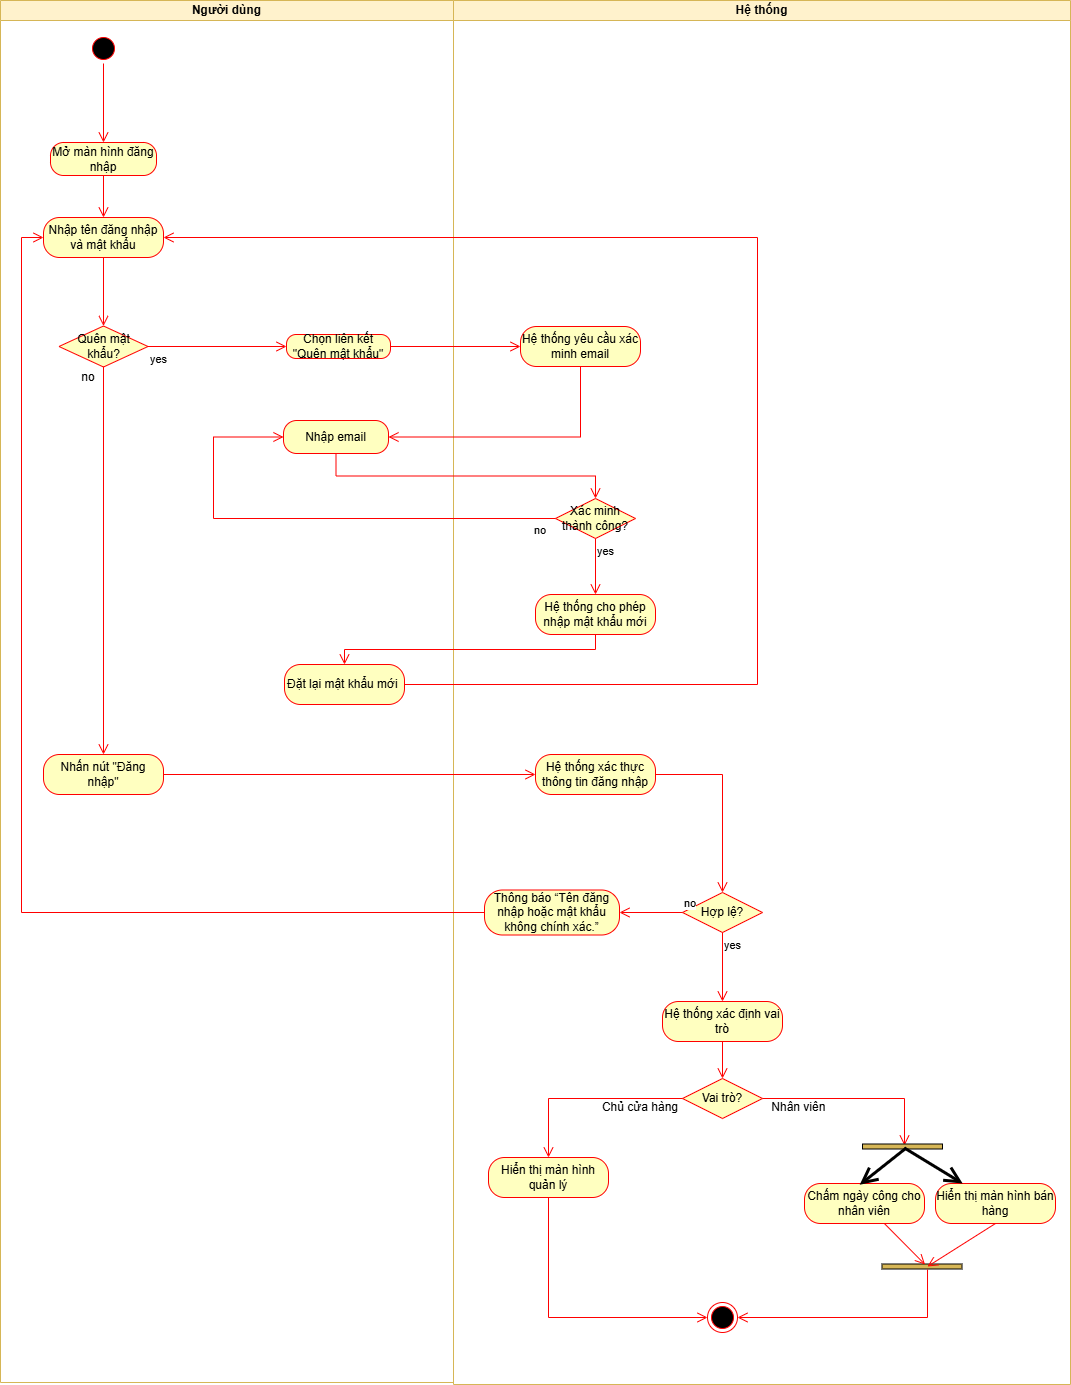 Người dùng
Hệ thống
Mở màn hình đăng
nhập
Nhập tên đăng nhập
và mật khẩu
Quên mật
khẩu?
yes
no
Chọn liên kết
"Quên mật khẩu"
Hệ thống yêu cầu xác
minh email
Nhập email
Xác minh
thành công?
no
yes
Hệ thống cho phép
nhập mật khẩu mới
Đặt lại mật khẩu mới
Nhấn nút "Đăng
nhập"
Hệ thống xác thực
thông tin đăng nhập
Thông báo “Tên đăng
nhập hoặc mật khẩu
không chính xác.”
no
Hợp lệ?
yes
Hệ thống xác định vai
trò
Vai trò?
Chủ cửa hàng
Nhân viên
Hiển thị màn hình
quản lý
Chấm ngày công cho
nhân viên
Hiển thị màn hình bán
hàng